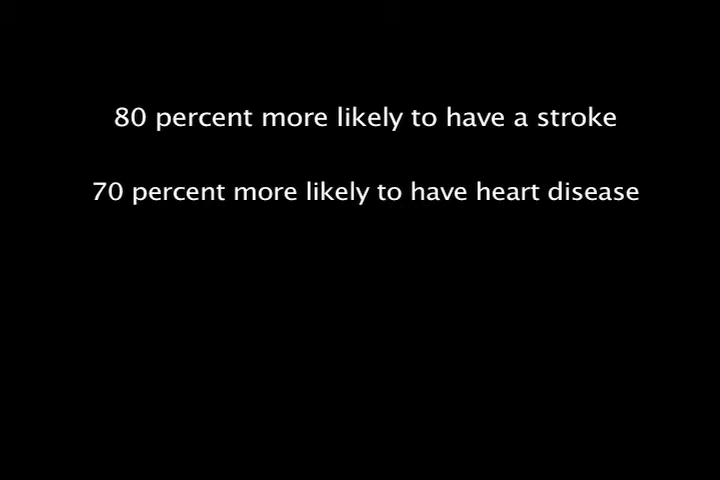 80 percent more likely to have a stroke
70 percent more likely to have heart disease